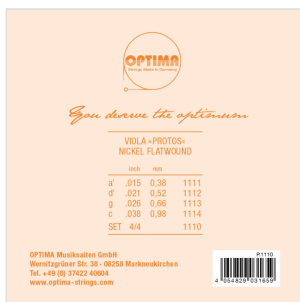 OPTIMA
Strings Made in Germany
You deserve the optimum
VIOLA »PROTOS«
NICKEL FLATWOUND
inch mm
a' .015 0,38 1111
d' .021 0,52 1112
g .026 0,66 1113
c .038 0,98 1114
SET 4/4 1110
OPTIMA Musiksaiten GmbH
Wernitzgrüner Str. 38 - 08258 Markneukirchen
Tel. +49 (0) 37422 40604
www.optima-strings.com
P.1110
4 054829 031659